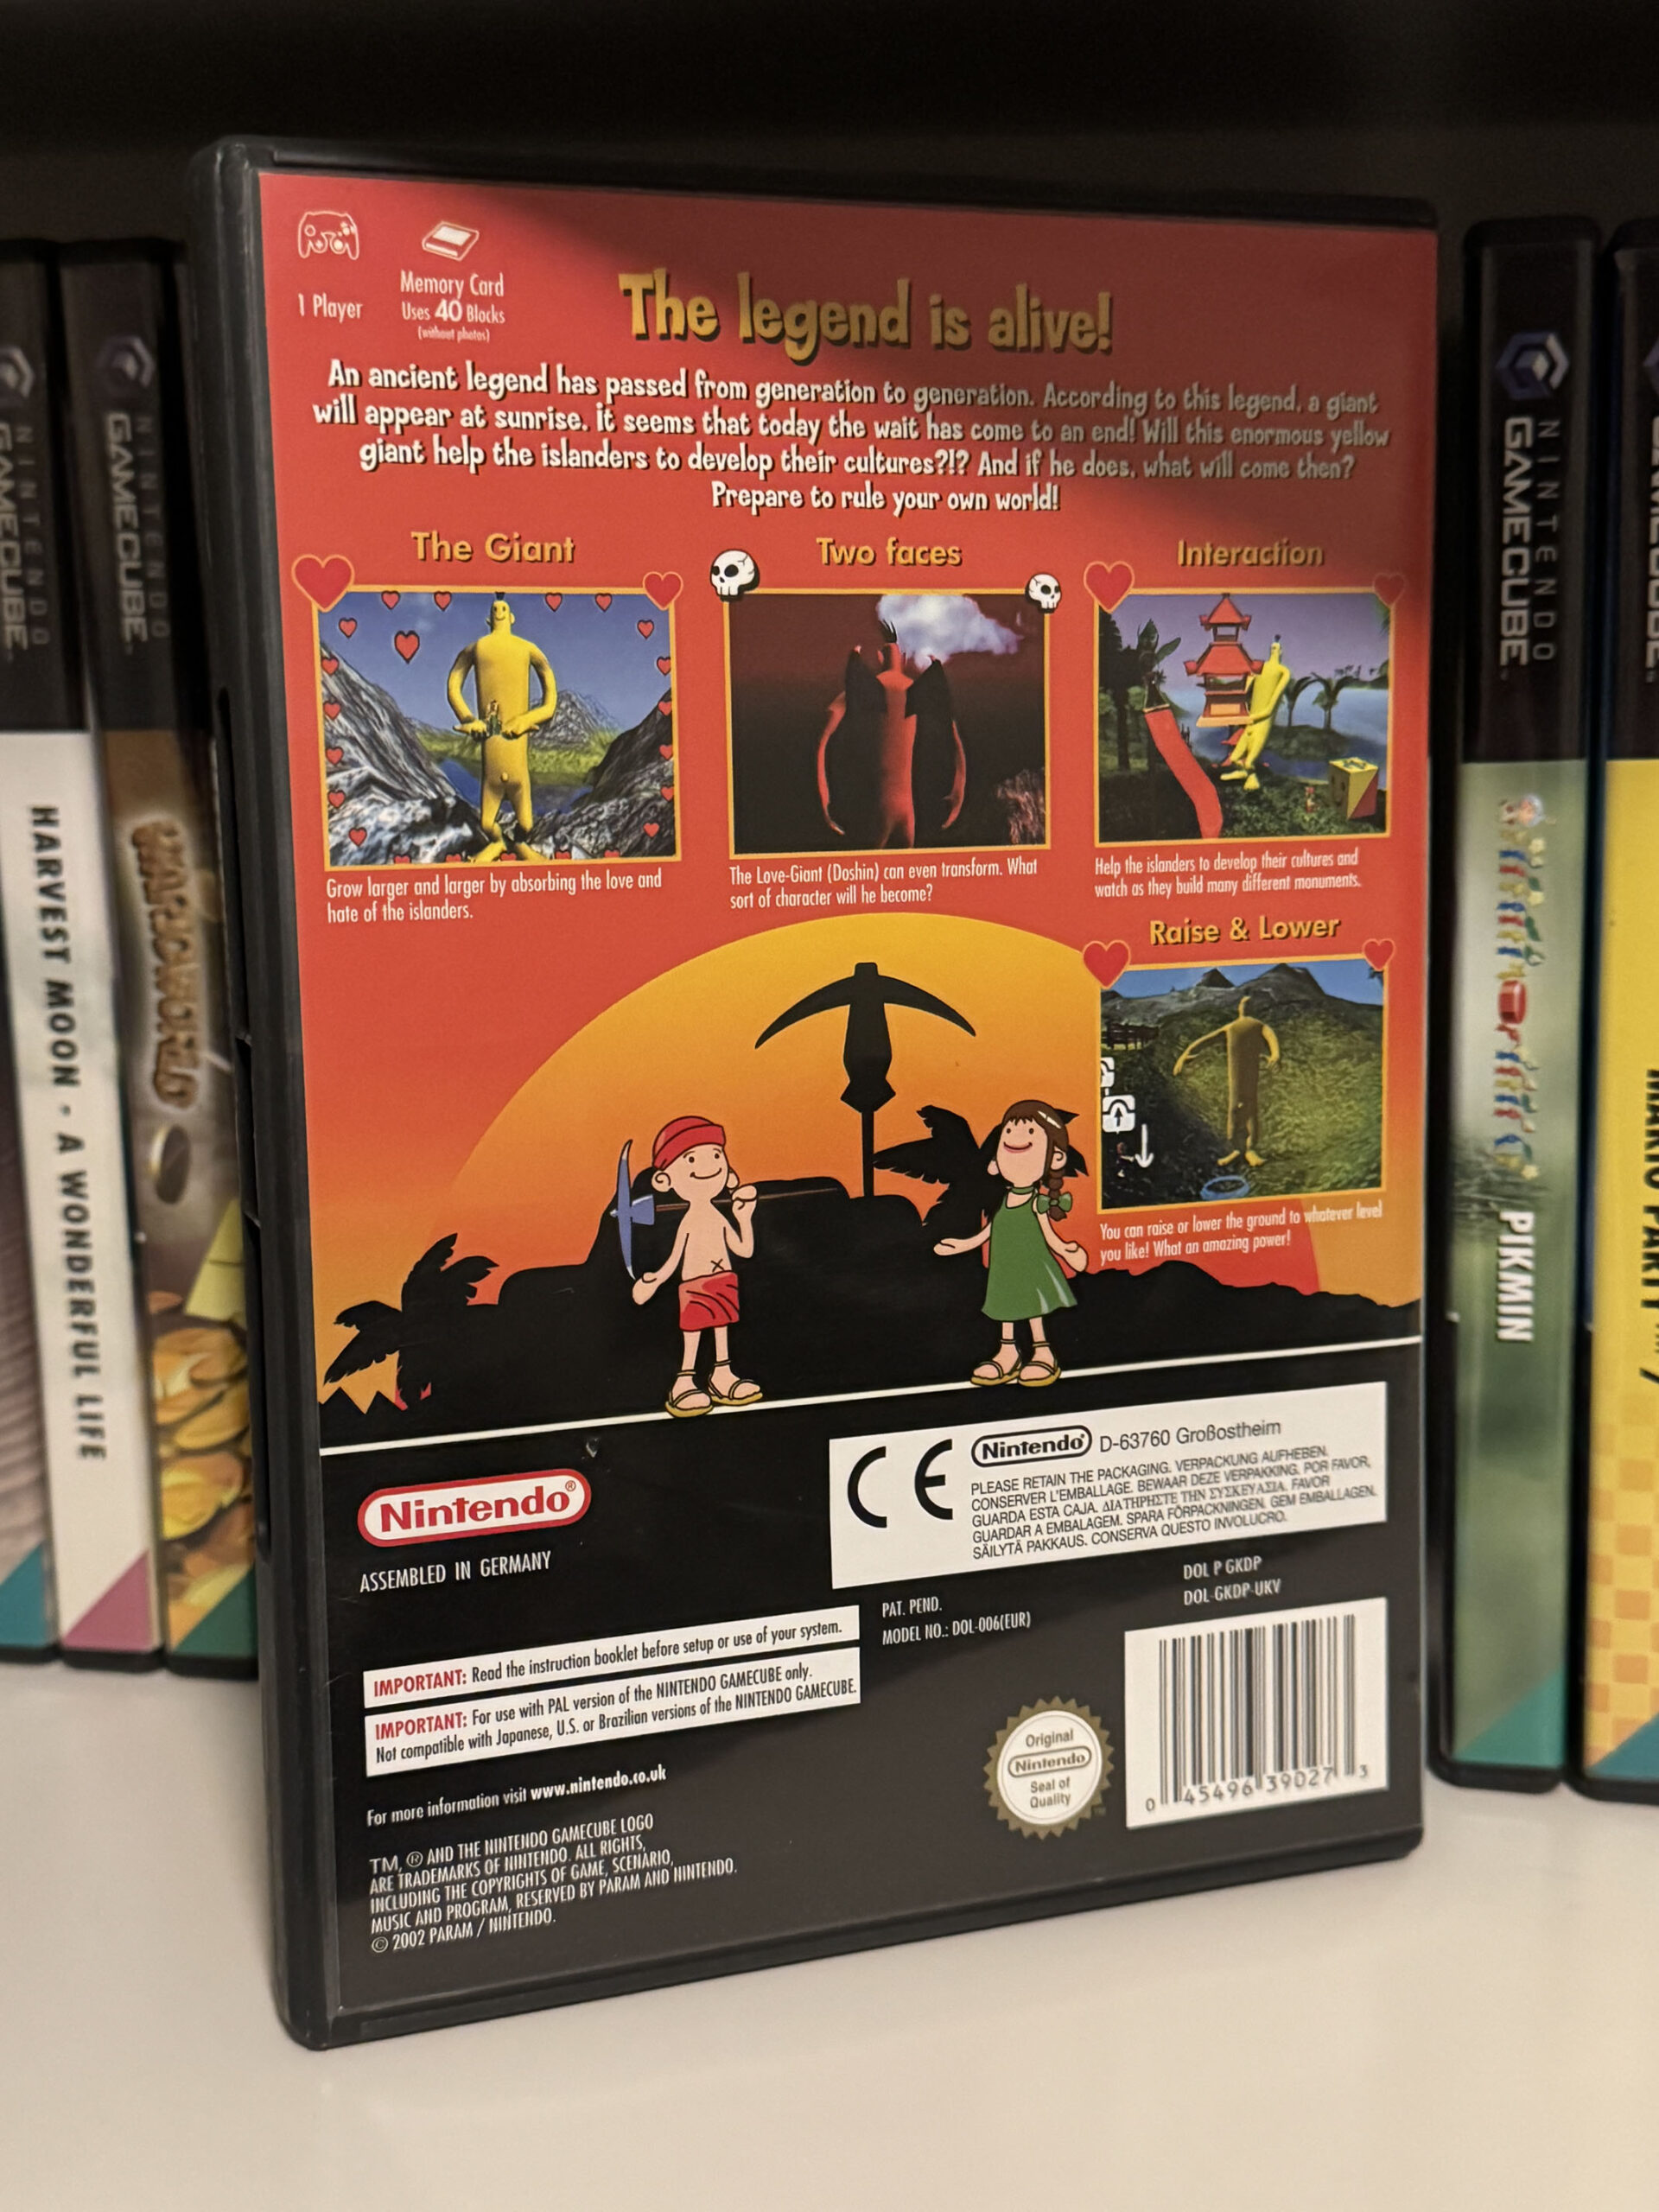 1 Player
Memory Card
Uses 40 Blocks
(without photos)
The legend is alive!
An ancient legend has passed from generation to generation. According to this legend, a giant
will appear at sunrise. it seems that today the wait has come to an end! Will this enormous yellow
giant help the islanders to develop their cultures?!? And if he does, what will come then?
Prepare to rule your own world!
The Giant
Grow larger and larger by absorbing the love and
hate of the islanders.
Two faces
The Love-Giant (Doshin) can even transform. What
sort of character will he become?
Interaction
Help the islanders to develop their cultures and
watch as they build many different monuments.
Raise & Lower
You can raise or lower the ground to whatever level
you like! What an amazing power!
Nintendo®
ASSEMBLED IN GERMANY
CE
Nintendo® D-63760 Großostheim
PLEASE RETAIN THE PACKAGING. VERPACKUNG AUFHEBEN.
CONSERVER L'EMBALLAGE. BEWAAR DEZE VERPAKKING. POR FAVOR,
GUARDA ESTA CAJA. ΔΙΑΤΗΡΗΣΤΕ ΤΗΝ ΣΥΣΚΕΥΑΣΙΑ. FAVOR
GUARDAR A EMBALAGEM. SPARA FÖRPACKNINGEN. GEM EMBALLAGEN.
SÄILYTÄ PAKKAUS. CONSERVA QUESTO INVOLUCRO.
PAT. PEND.
MODEL NO.: DOL-006(EUR)
DOL P GKDP
DOL-GKDP-UKV
IMPORTANT: Read the instruction booklet before setup or use of your system.
IMPORTANT: For use with PAL version of the NINTENDO GAMECUBE only.
Not compatible with Japanese, U.S. or Brazilian versions of the NINTENDO GAMECUBE.
For more information visit www.nintendo.co.uk
TM, ® AND THE NINTENDO GAMECUBE LOGO
ARE TRADEMARKS OF NINTENDO. ALL RIGHTS,
INCLUDING THE COPYRIGHTS OF GAME, SCENARIO,
MUSIC AND PROGRAM, RESERVED BY PARAM AND NINTENDO.
© 2002 PARAM / NINTENDO.
Original
Nintendo
Seal of
Quality
0 45496 39027 3
NINTENDO
GAMECUBE
NINTENDO
GAMECUBE
HARVEST MOON - A WONDERFUL LIFE
WARIOWORLD
NINTENDO
GAMECUBE™
PIKMIN
MARIO PARTY 7